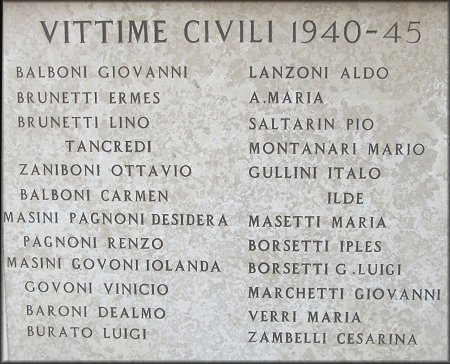 VITTIME CIVILI 1940-45
BALBONI GIOVANNI
BRUNETTI ERMES
BRUNETTI LINO
TANCREDI
ZANIBONI OTTAVIO
BALBONI CARMEN
MASINI PAGNONI DESIDERA
PAGNONI RENZO
MASINI GOVONI IOLANDA
GOVONI VINICIO
BARONI DEALMO
BURATO LUIGI
LANZONI ALDO
A.MARIA
SALTARIN PIO
MONTANARI MARIO
GULLINI ITALO
ILDE
MASETTI MARIA
BORSETTI IPLES
BORSETTI G.LUIGI
MARCHETTI GIOVANNI
VERRI MARIA
ZAMBELLI CESARINA